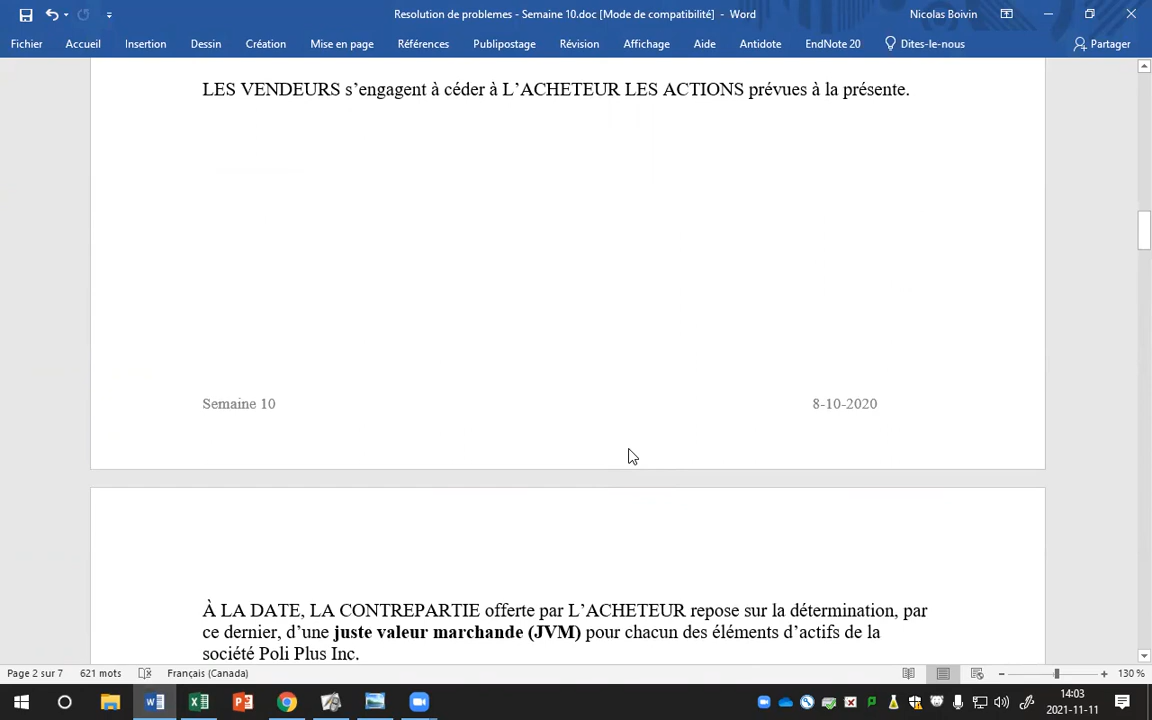 Resolution de problemes - Semaine 10.doc [Mode de compatibilité] - Word
Nicolas Boivin
Fichier Accueil Insertion Dessin Création Mise en page Références Publipostage Révision Affichage Aide Antidote EndNote 20 Dites-le-nous Partager
LES VENDEURS s’engagent à céder à L’ACHETEUR LES ACTIONS prévues à la présente.
Semaine 10 8-10-2020
À LA DATE, LA CONTREPARTIE offerte par L’ACHETEUR repose sur la détermination, par
ce dernier, d’une juste valeur marchande (JVM) pour chacun des éléments d’actifs de la
société Poli Plus Inc.
Page 2 sur 7 621 mots Français (Canada) 130 %
14:03
2021-11-11